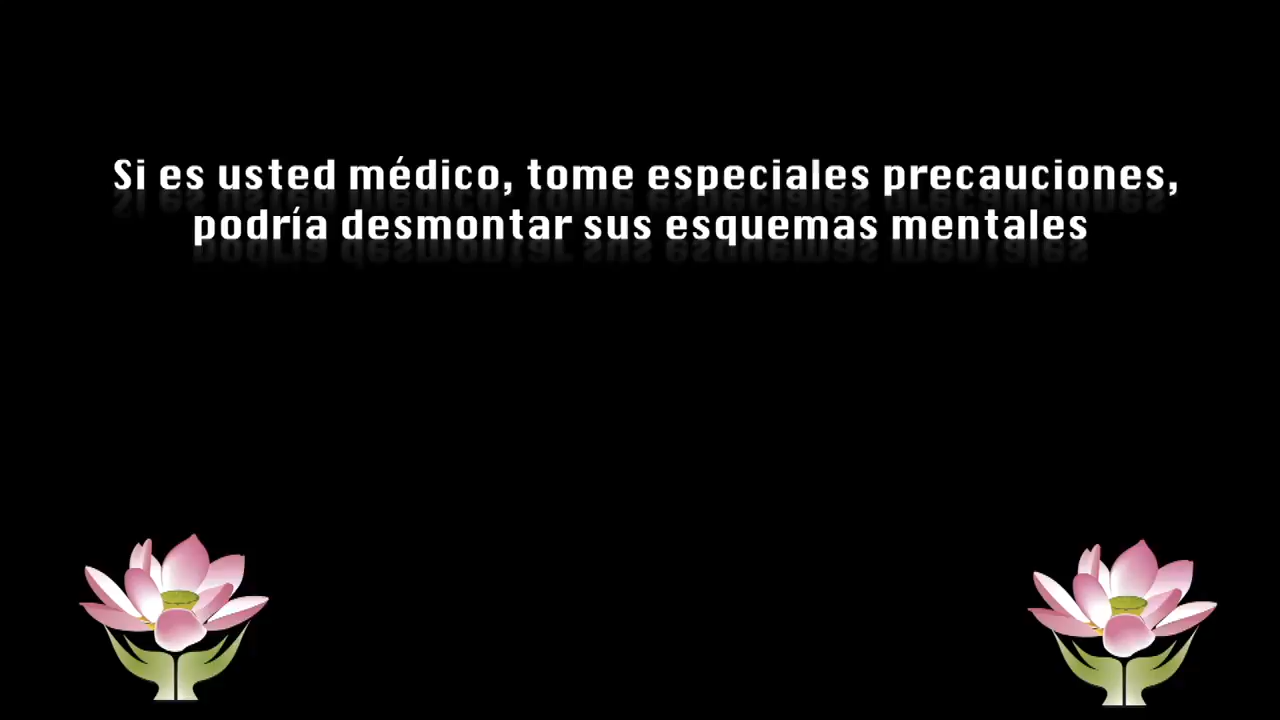 Si es usted médico, tome especiales precauciones,
podría desmontar sus esquemas mentales